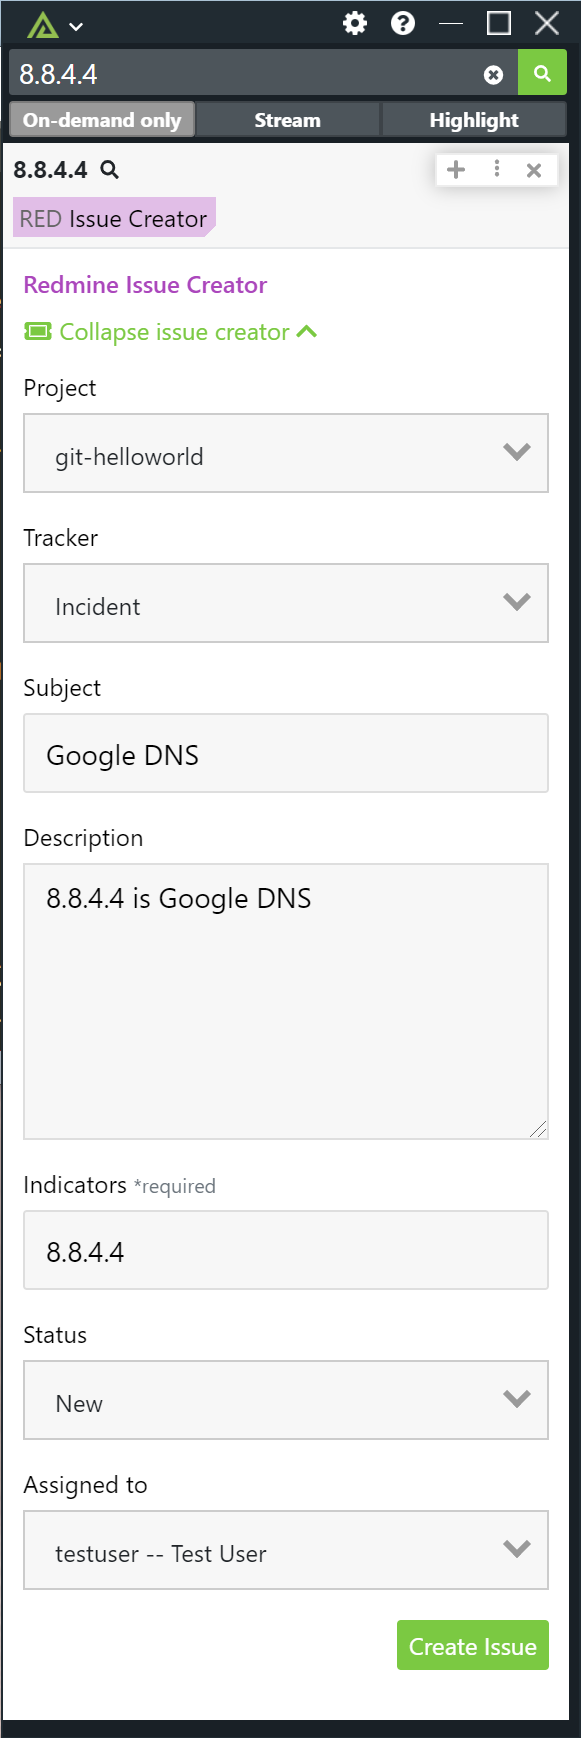 8.8.4.4
On-demand only
Stream
Highlight
8.8.4.4
RED Issue Creator
Redmine Issue Creator
Collapse issue creator
Project
git-helloworld
Tracker
Incident
Subject
Google DNS
Description
8.8.4.4 is Google DNS
Indicators *required
8.8.4.4
Status
New
Assigned to
testuser -- Test User
Create Issue